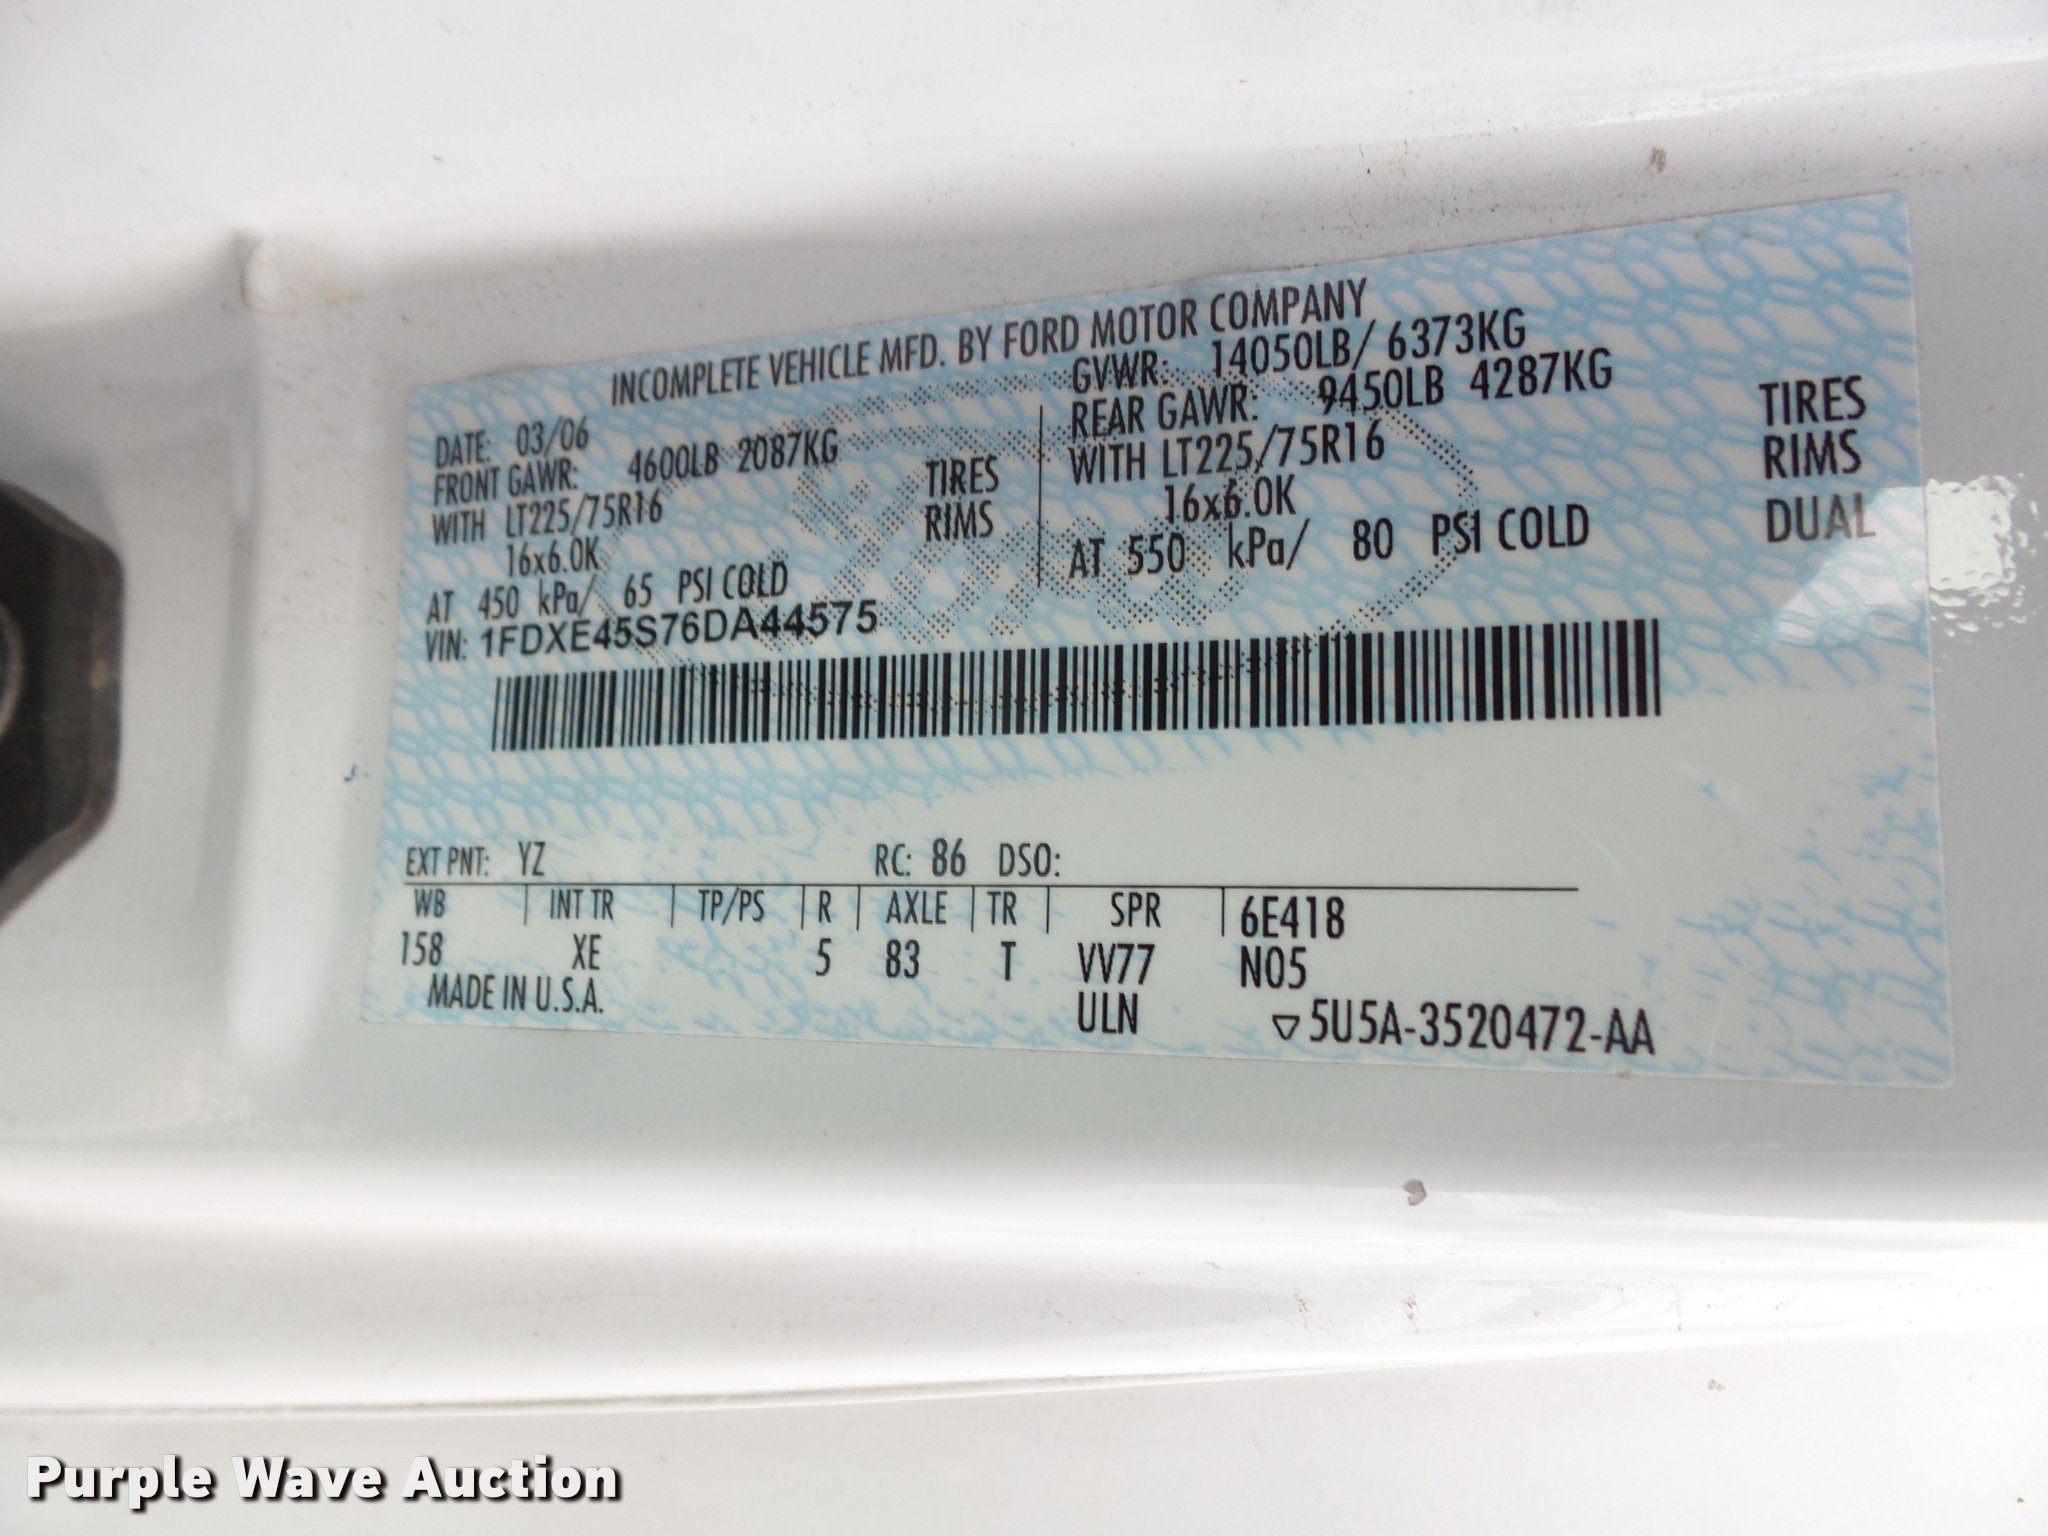 INCOMPLETE VEHICLE MFD. BY FORD MOTOR COMPANY
DATE: 03/06
FRONT GAWR: 4600LB 2087KG
WITH LT225/75R16 TIRES
16x6.0K RIMS
AT 450 kPa/ 65 PSI COLD
GVWR: 14050LB/ 6373KG
REAR GAWR: 9450LB 4287KG
WITH LT225/75R16 TIRES
16x6.0K RIMS
AT 550 kPa/ 80 PSI COLD DUAL
VIN: 1FDXE45S76DA44575
EXT PNT: YZ RC: 86 DSO:
WB INT TR TP/PS R AXLE TR SPR 6E418
158 XE 5 83 T VV77 N05
MADE IN U.S.A. ULN ▽5U5A-3520472-AA
Purple Wave Auction